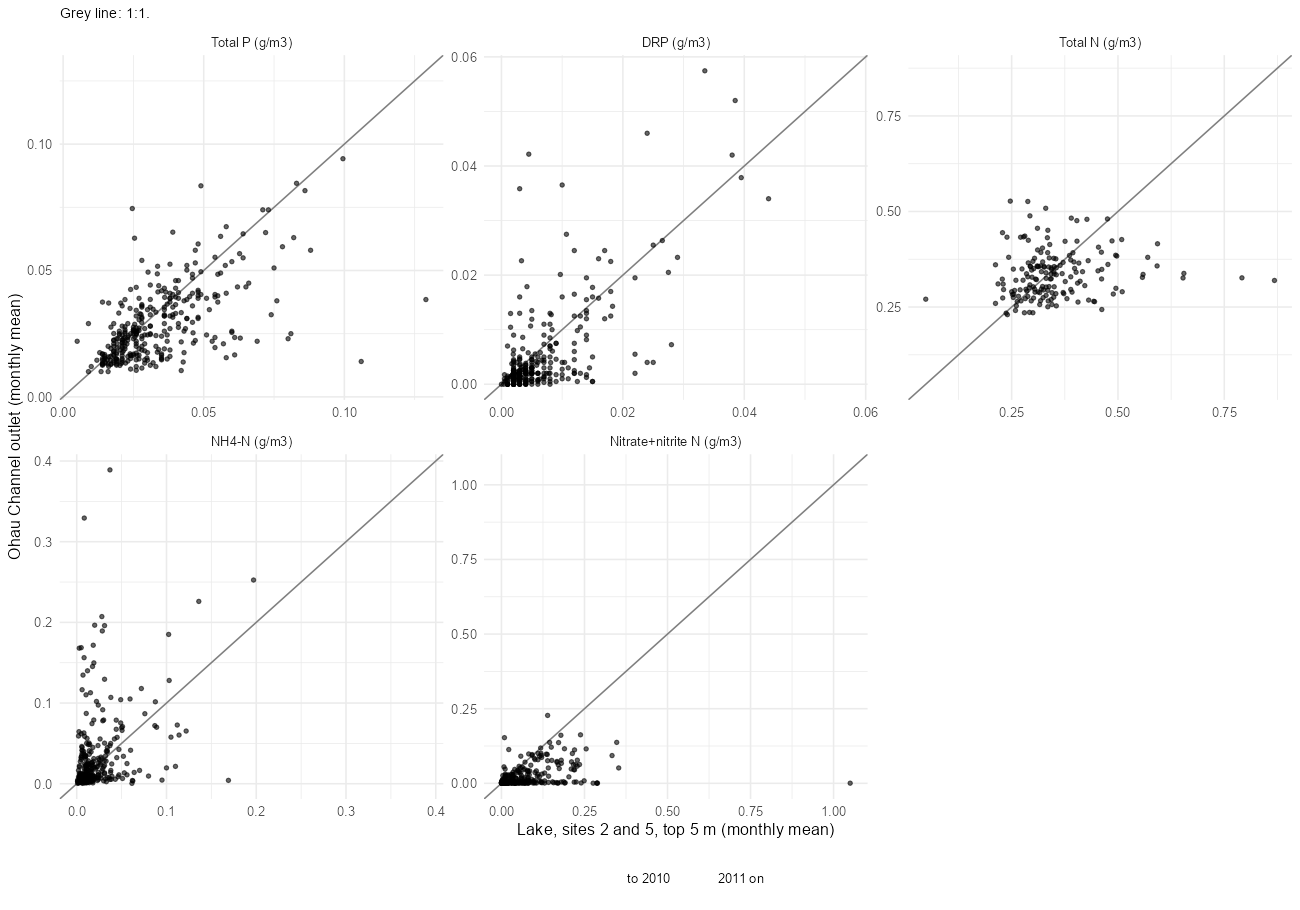 Grey line: 1:1.
Total P (g/m3)
DRP (g/m3)
Total N (g/m3)
0.10
0.05
0.00
0.00 0.05 0.10
0.06
0.04
0.02
0.00
0.00 0.02 0.04 0.06
0.75
0.50
0.25
0.25 0.50 0.75
Ohau Channel outlet (monthly mean)
NH4-N (g/m3)
Nitrate+nitrite N (g/m3)
0.4
0.3
0.2
0.1
0.0
0.0 0.1 0.2 0.3 0.4
1.00
0.75
0.50
0.25
0.00
0.00 0.25 0.50 0.75 1.00
Lake, sites 2 and 5, top 5 m (monthly mean)
to 2010 2011 on